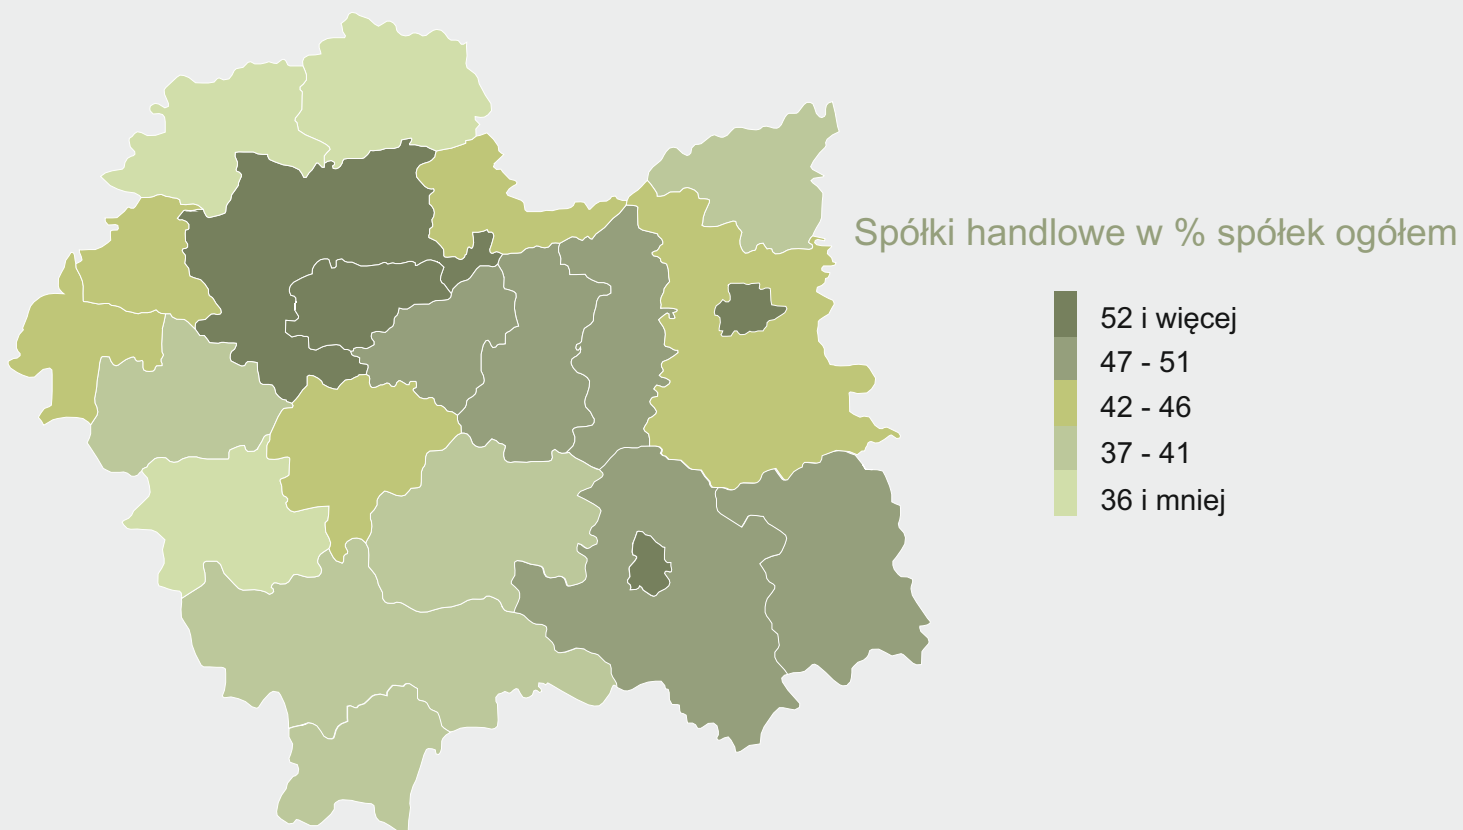 Spółki handlowe w % spółek ogółem
52 i więcej
47 - 51
42 - 46
37 - 41
36 i mniej